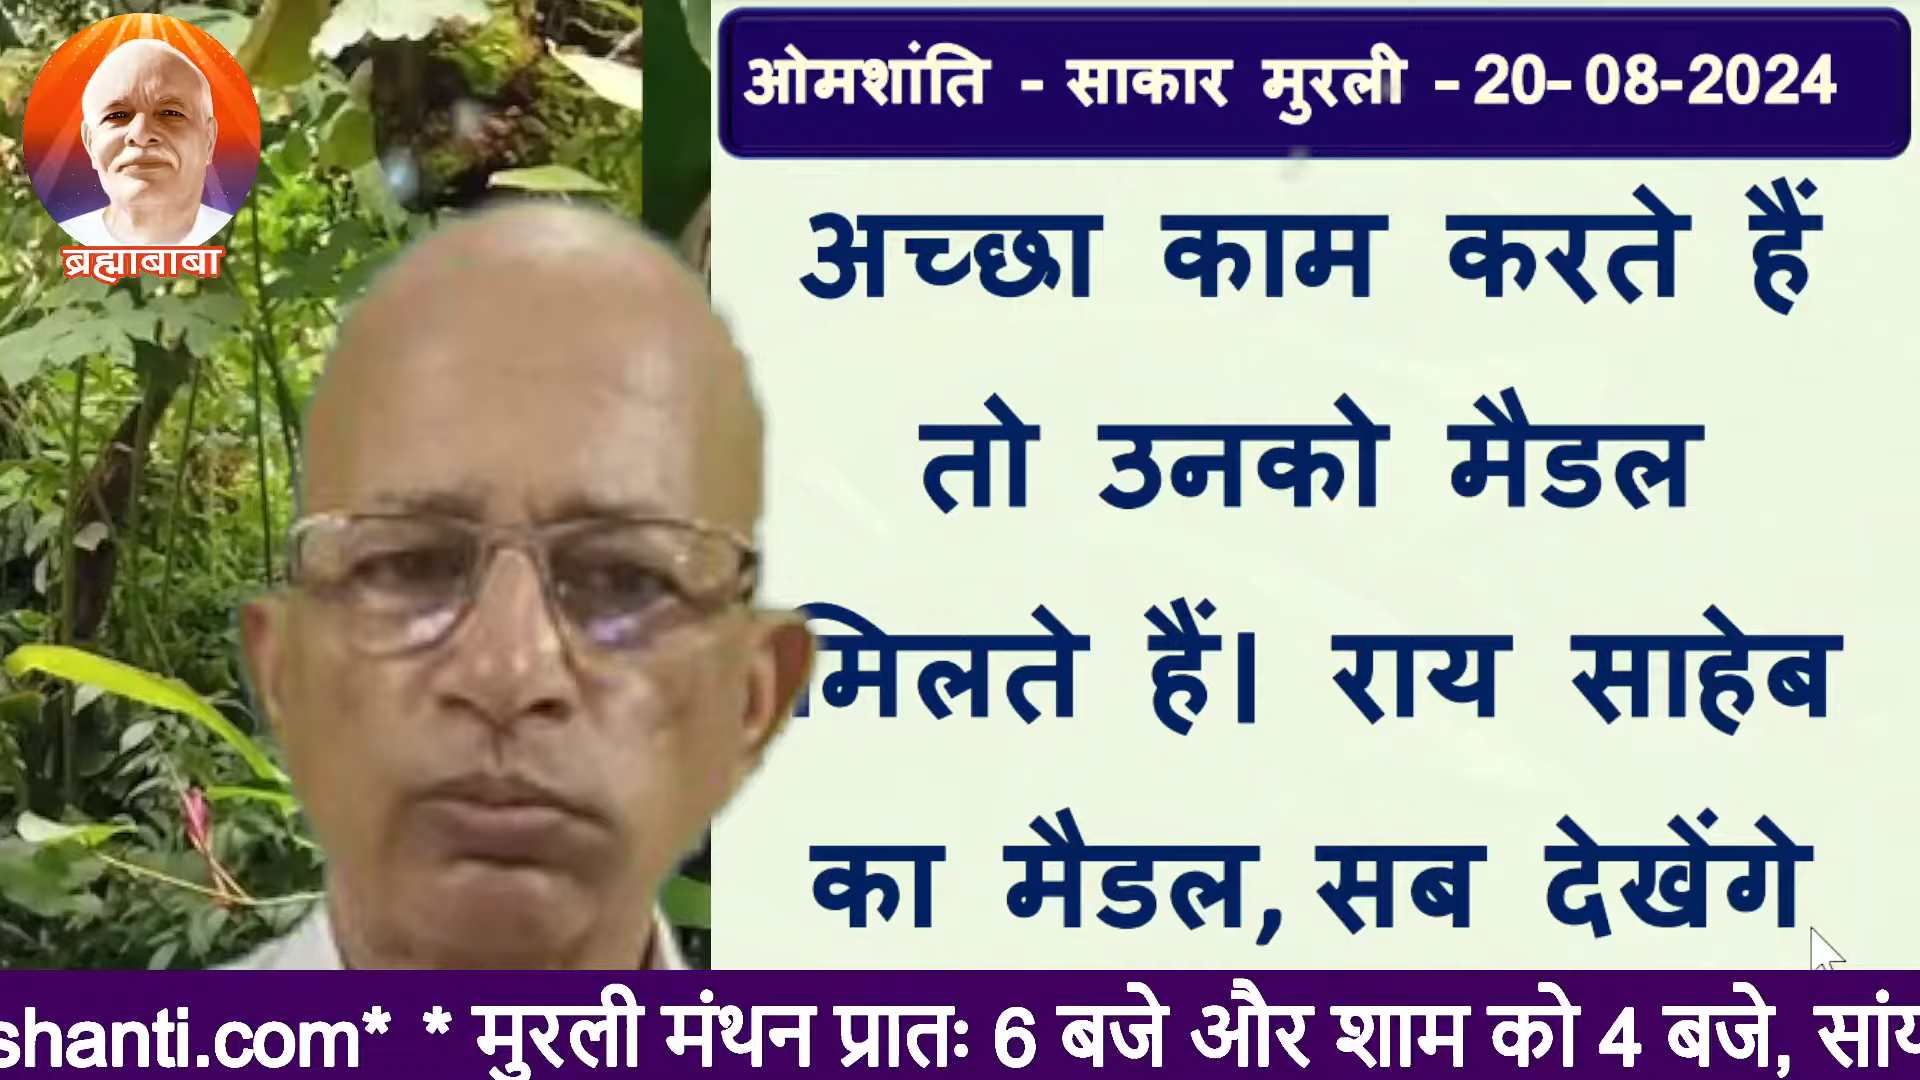 ओमशांति - साकार मुरली - 20-08-2024
ब्रह्माबाबा
अच्छा काम करते हैं
तो उनको मैडल
मिलते हैं। राय साहेब
का मैडल, सब देखेंगे
shanti.com* * मुरली मंथन प्रातः 6 बजे और शाम को 4 बजे,